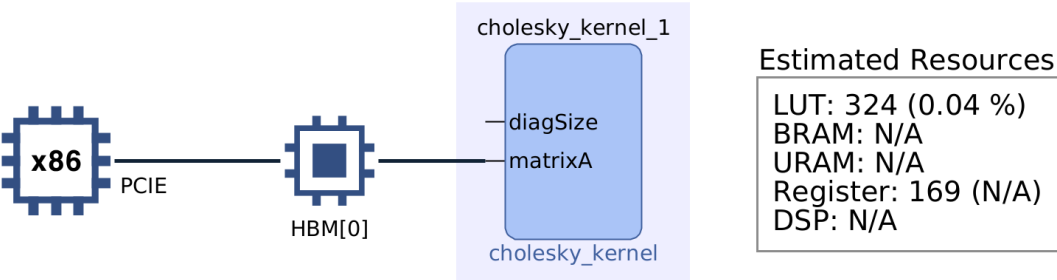 x86
PCIE
HBM[0]
cholesky_kernel_1
diagSize
matrixA
cholesky_kernel
Estimated Resources
LUT: 324 (0.04 %)
BRAM: N/A
URAM: N/A
Register: 169 (N/A)
DSP: N/A